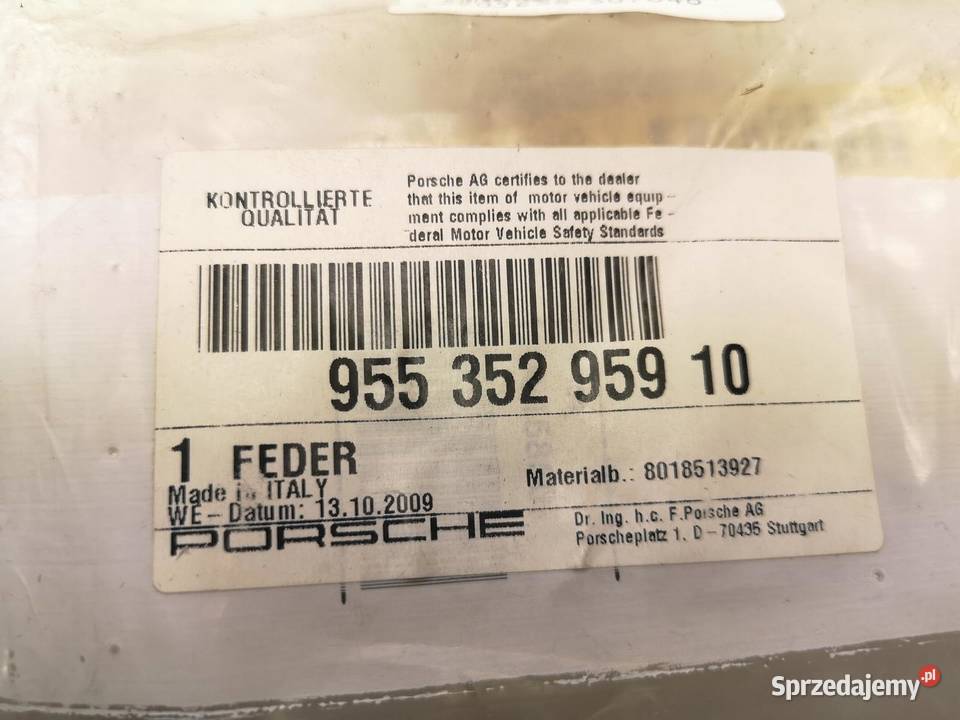 KONTROLLIERTE
QUALITÄT
Porsche AG certifies to the dealer
that this item of motor vehicle equip-
ment complies with all applicable Fe-
deral Motor Vehicle Safety Standards
955 352 959 10
1 FEDER
Materialb.: 8018513927
Made in ITALY
WE-Datum: 13.10.2009
PORSCHE
Dr. Ing. h.c. F.Porsche AG
Porscheplatz 1, D-70435 Stuttgart
Sprzedajemy.pl